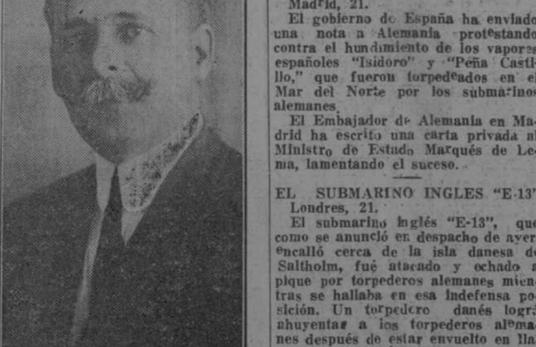 Madrid, 21.
El gobierno de España ha enviado
una nota a Alemania protestando
contra el hundimiento de los vapores
españoles "Isidoro" y "Peña Casti-
llo," que fueron torpedeados en el
Mar del Norte por los submarinos
alemanes.
El Embajador de Alemania en Ma-
drid ha escrito una carta privada al
Ministro de Estado Marqués de Le-
ma, lamentando el suceso.
EL SUBMARINO INGLES "E-13"
Londres, 21.
El submarino inglés "E-13", que
como se anunció en despacho de ayer
encalló cerca de la isla danesa de
Saltholm, fué atacado y echado a
pique por torpederos alemanes mien-
tras se hallaba en esa indefensa po-
sición. Un torpedero danés logró
ahuyentar a los torpederos alema-
nes después de estar envuelto en lla